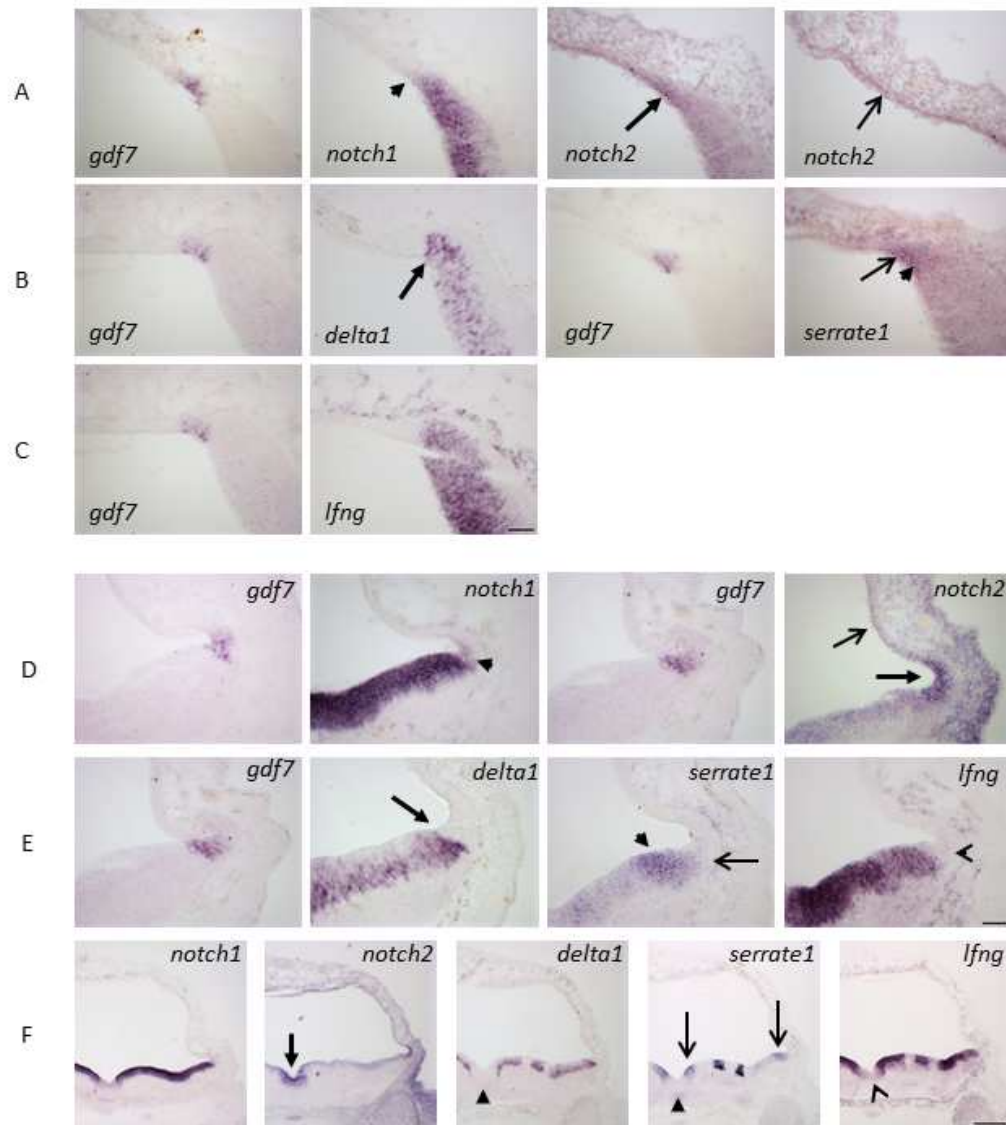 A
gdf7 notch1 notch2 notch2
B
gdf7 delta1 gdf7 serrate1
C
gdf7 lfng
D
gdf7 notch1 gdf7 notch2
E
gdf7 delta1 serrate1 lfng
F
notch1 notch2 delta1 serrate1 lfng